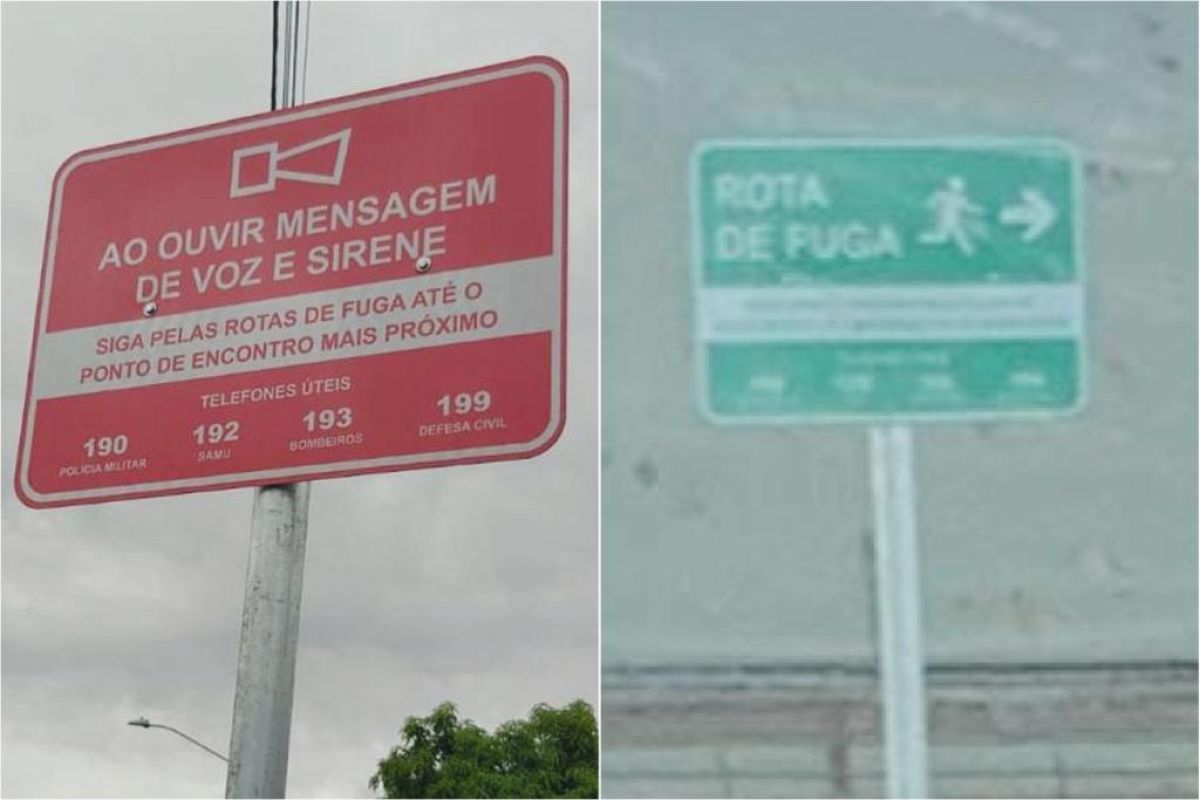 AO OUVIR MENSAGEM
DE VOZ E SIRENE
SIGA PELAS ROTAS DE FUGA ATÉ O
PONTO DE ENCONTRO MAIS PRÓXIMO
TELEFONES ÚTEIS
190 192 193 199
POLÍCIA MILITAR SAMU BOMBEIROS DEFESA CIVIL
ROTA
DE FUGA